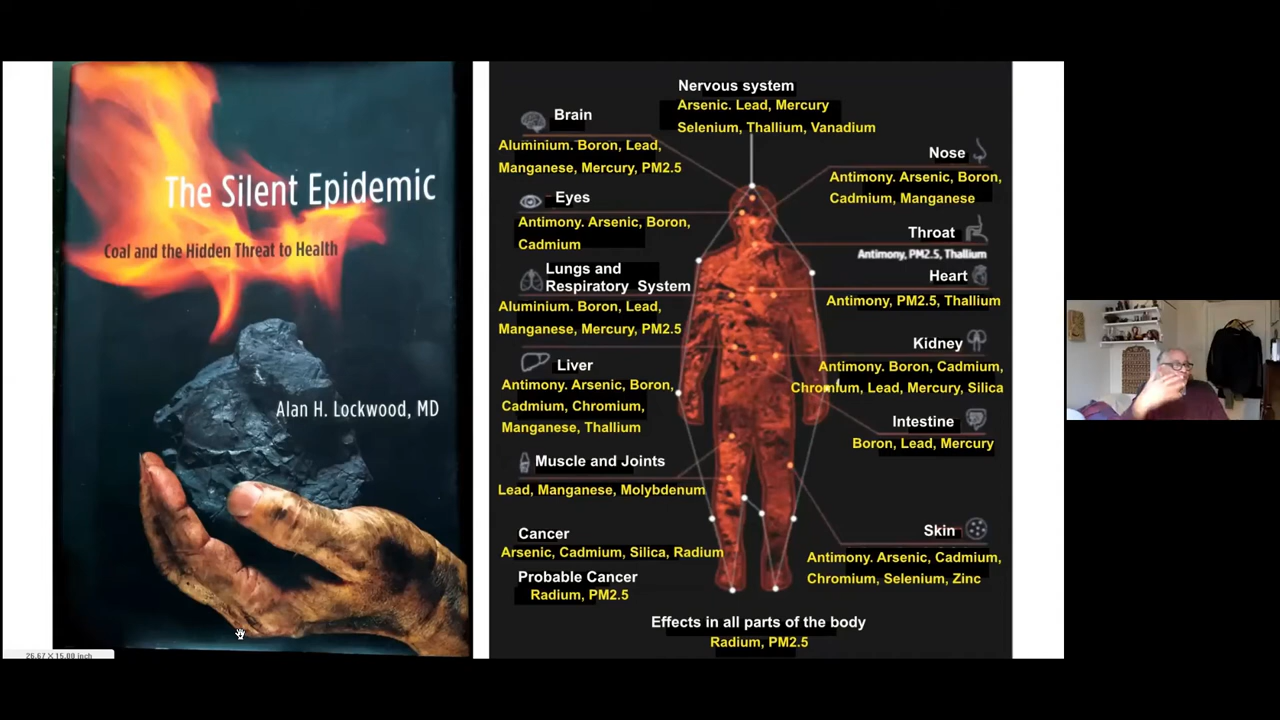 The Silent Epidemic
Coal and the Hidden Threat to Health
Alan H. Lockwood, MD
26.67 X 15.00 inch
Nervous system
Arsenic. Lead, Mercury
Selenium, Thallium, Vanadium
Brain
Aluminium. Boron, Lead,
Manganese, Mercury, PM2.5
Eyes
Antimony. Arsenic, Boron,
Cadmium
Lungs and
Respiratory System
Aluminium. Boron, Lead,
Manganese, Mercury, PM2.5
Liver
Antimony. Arsenic, Boron,
Cadmium, Chromium,
Manganese, Thallium
Muscle and Joints
Lead, Manganese, Molybdenum
Cancer
Arsenic, Cadmium, Silica, Radium
Probable Cancer
Radium, PM2.5
Nose
Antimony. Arsenic, Boron,
Cadmium, Manganese
Throat
Antimony, PM2.5, Thallium
Heart
Antimony, PM2.5, Thallium
Kidney
Antimony. Boron, Cadmium,
Chromium, Lead, Mercury, Silica
Intestine
Boron, Lead, Mercury
Skin
Antimony. Arsenic, Cadmium,
Chromium, Selenium, Zinc
Effects in all parts of the body
Radium, PM2.5